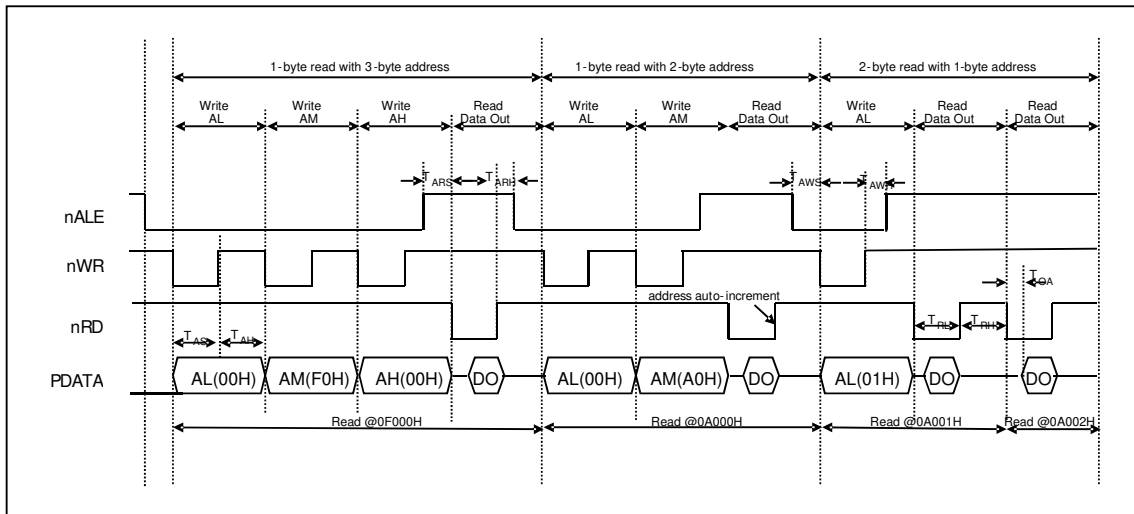 1-byte read with 3-byte address 1-byte read with 2-byte address 2-byte read with 1-byte address
Write AL Write AM Write AH Read Data Out Write AL Write AM Read Data Out Write AL Read Data Out Read Data Out
TARS TARH TAWS TAWH
nALE
nWR
TOA
address auto-increment
nRD
TAS TAH TRL TRH
PDATA AL(00H) AM(F0H) AH(00H) DO AL(00H) AM(A0H) DO AL(01H) DO DO
Read @0F000H Read @0A000H Read @0A001H Read @0A002H